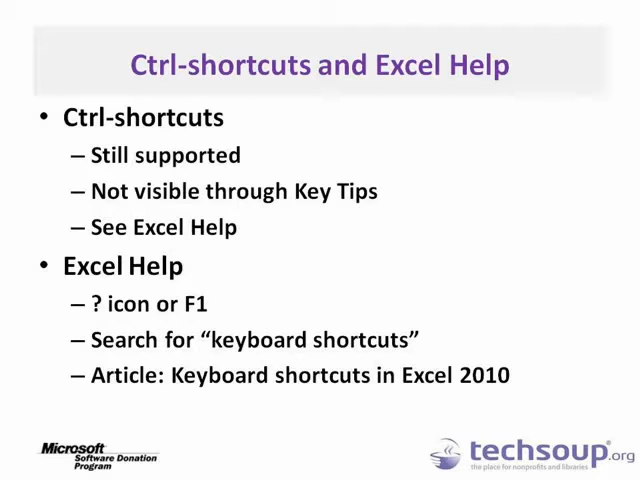 Ctrl-shortcuts and Excel Help
• Ctrl-shortcuts
– Still supported
– Not visible through Key Tips
– See Excel Help
• Excel Help
– ? icon or F1
– Search for “keyboard shortcuts”
– Article: Keyboard shortcuts in Excel 2010
Microsoft
Software Donation
Program
techsoup®.org
the place for nonprofits and libraries